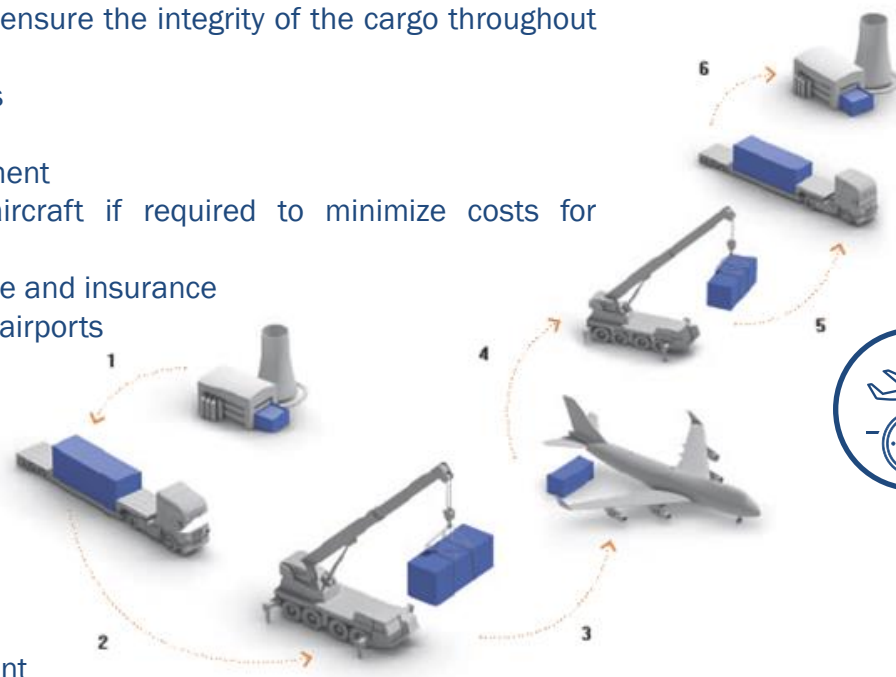 ensure the integrity of the cargo throughout
s
ment
aircraft if required to minimize costs for
e and insurance
airports
nt
6
5
4
1
2
3